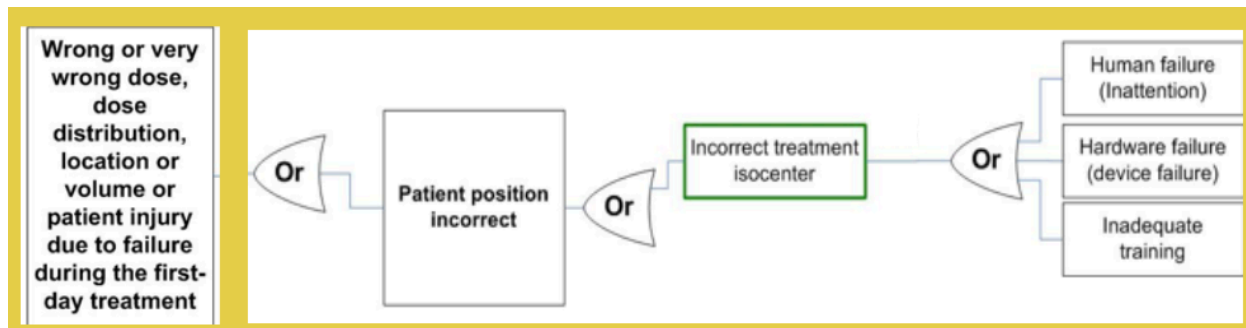 Wrong or very
wrong dose,
dose
distribution,
location or
volume or
patient injury
due to failure
during the first-
day treatment
Or
Patient position
incorrect
Or
Incorrect treatment
isocenter
Or
Human failure
(Inattention)
Hardware failure
(device failure)
Inadequate
training